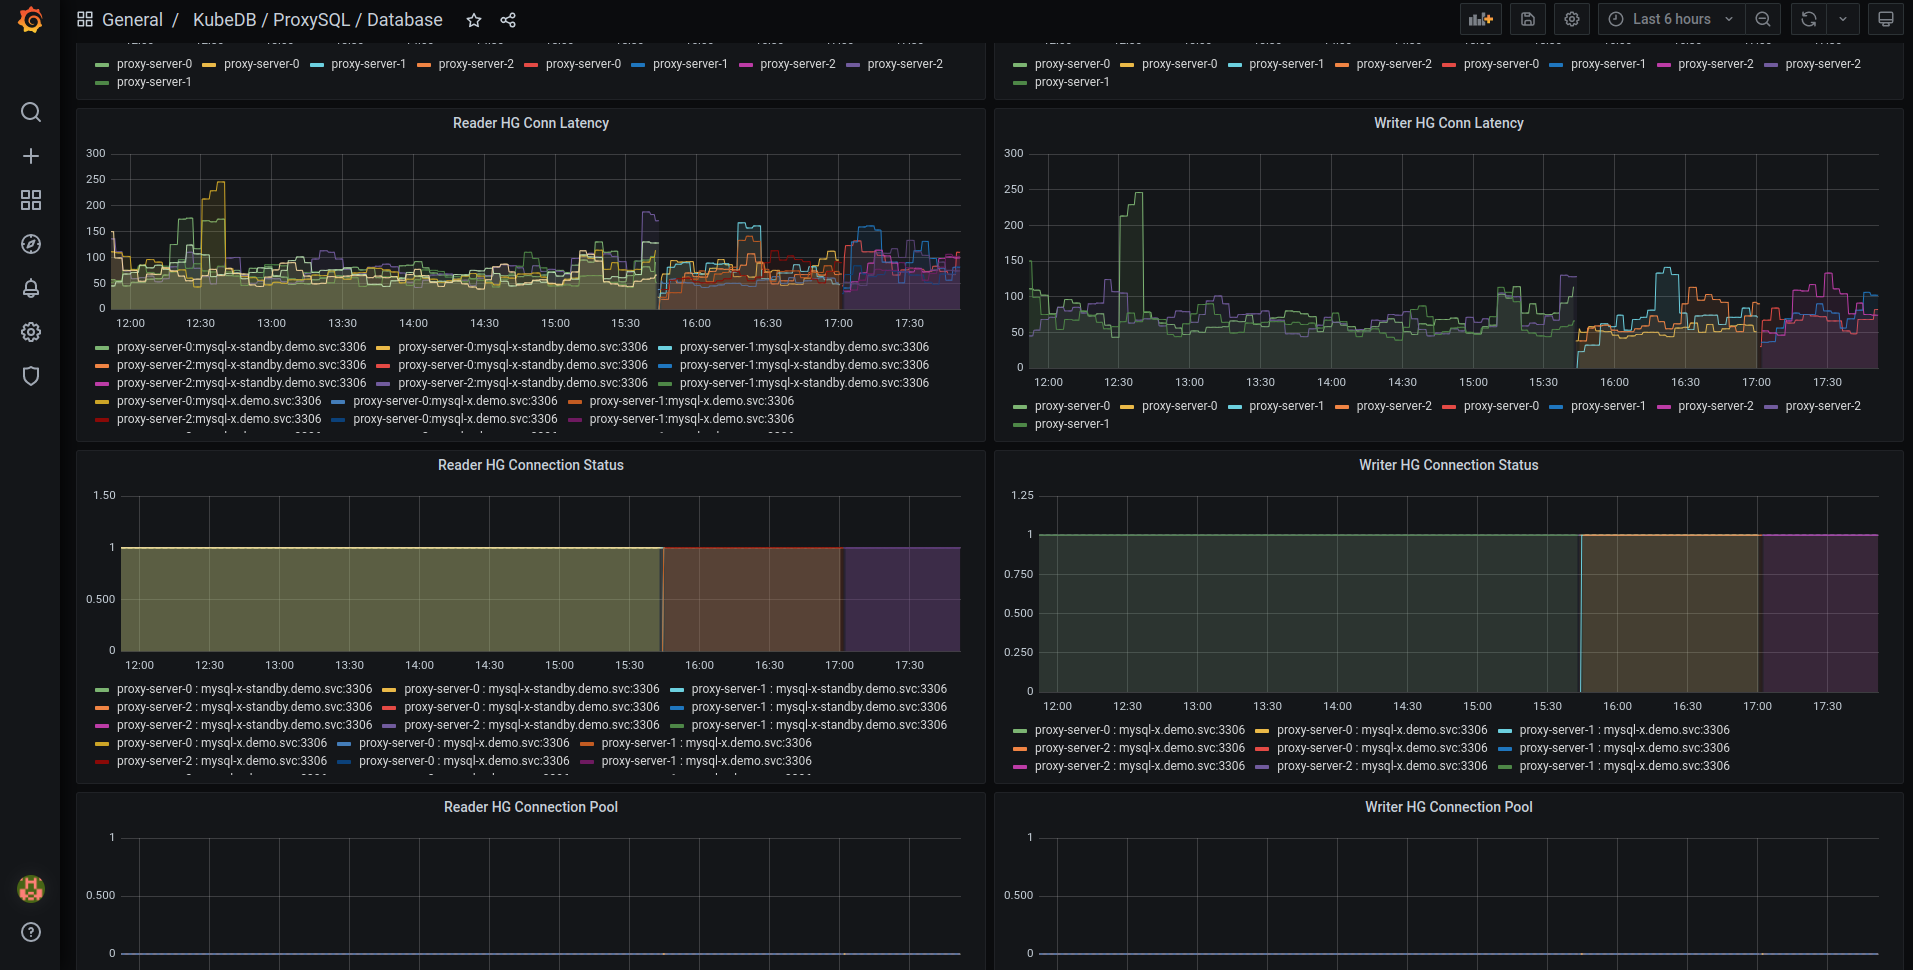 General / KubeDB / ProxySQL / Database
Last 6 hours
proxy-server-0 proxy-server-0 proxy-server-1 proxy-server-2 proxy-server-0 proxy-server-1 proxy-server-2 proxy-server-2
proxy-server-1
proxy-server-0 proxy-server-0 proxy-server-1 proxy-server-2 proxy-server-0 proxy-server-1 proxy-server-2 proxy-server-2
proxy-server-1
Reader HG Conn Latency
300
250
200
150
100
50
0
12:00 12:30 13:00 13:30 14:00 14:30 15:00 15:30 16:00 16:30 17:00 17:30
proxy-server-0:mysql-x-standby.demo.svc:3306 proxy-server-0:mysql-x-standby.demo.svc:3306 proxy-server-1:mysql-x-standby.demo.svc:3306
proxy-server-2:mysql-x-standby.demo.svc:3306 proxy-server-0:mysql-x-standby.demo.svc:3306 proxy-server-1:mysql-x-standby.demo.svc:3306
proxy-server-2:mysql-x-standby.demo.svc:3306 proxy-server-2:mysql-x-standby.demo.svc:3306 proxy-server-1:mysql-x-standby.demo.svc:3306
proxy-server-0:mysql-x.demo.svc:3306 proxy-server-0:mysql-x.demo.svc:3306 proxy-server-1:mysql-x.demo.svc:3306
proxy-server-2:mysql-x.demo.svc:3306 proxy-server-0:mysql-x.demo.svc:3306 proxy-server-1:mysql-x.demo.svc:3306
Writer HG Conn Latency
300
250
200
150
100
50
0
12:00 12:30 13:00 13:30 14:00 14:30 15:00 15:30 16:00 16:30 17:00 17:30
proxy-server-0 proxy-server-0 proxy-server-1 proxy-server-2 proxy-server-0 proxy-server-1 proxy-server-2 proxy-server-2
proxy-server-1
Reader HG Connection Status
1.50
1
0.500
0
12:00 12:30 13:00 13:30 14:00 14:30 15:00 15:30 16:00 16:30 17:00 17:30
proxy-server-0 : mysql-x-standby.demo.svc:3306 proxy-server-0 : mysql-x-standby.demo.svc:3306 proxy-server-1 : mysql-x-standby.demo.svc:3306
proxy-server-2 : mysql-x-standby.demo.svc:3306 proxy-server-0 : mysql-x-standby.demo.svc:3306 proxy-server-1 : mysql-x-standby.demo.svc:3306
proxy-server-2 : mysql-x-standby.demo.svc:3306 proxy-server-2 : mysql-x-standby.demo.svc:3306 proxy-server-1 : mysql-x-standby.demo.svc:3306
proxy-server-0 : mysql-x.demo.svc:3306 proxy-server-0 : mysql-x.demo.svc:3306 proxy-server-1 : mysql-x.demo.svc:3306
proxy-server-2 : mysql-x.demo.svc:3306 proxy-server-0 : mysql-x.demo.svc:3306 proxy-server-1 : mysql-x.demo.svc:3306
Writer HG Connection Status
1.25
1
0.750
0.500
0.250
0
12:00 12:30 13:00 13:30 14:00 14:30 15:00 15:30 16:00 16:30 17:00 17:30
proxy-server-0 : mysql-x.demo.svc:3306 proxy-server-0 : mysql-x.demo.svc:3306 proxy-server-1 : mysql-x.demo.svc:3306
proxy-server-2 : mysql-x.demo.svc:3306 proxy-server-0 : mysql-x.demo.svc:3306 proxy-server-1 : mysql-x.demo.svc:3306
proxy-server-2 : mysql-x.demo.svc:3306 proxy-server-2 : mysql-x.demo.svc:3306 proxy-server-1 : mysql-x.demo.svc:3306
Reader HG Connection Pool
1
0.500
0
Writer HG Connection Pool
1
0.500
0